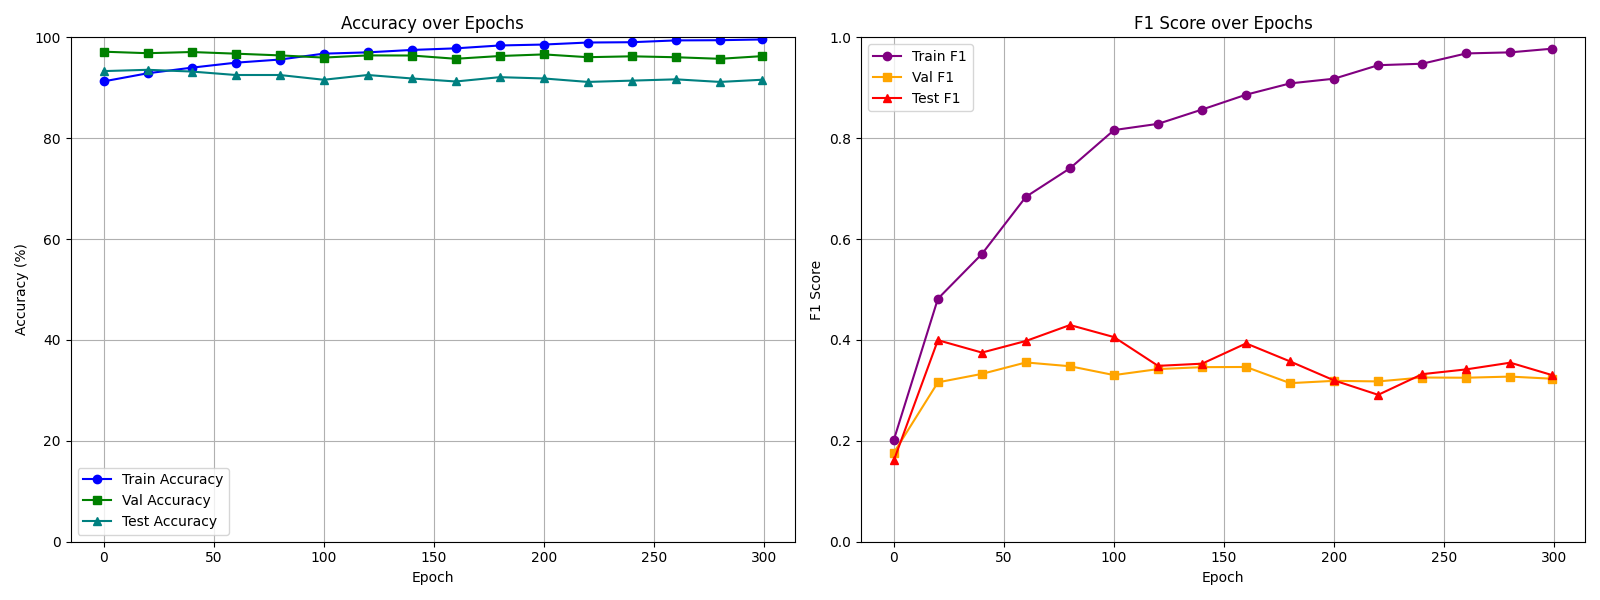 Accuracy over Epochs
Accuracy (%)
100
80
60
40
20
0
Train Accuracy
Val Accuracy
Test Accuracy
0 50 100 150 200 250 300
Epoch
F1 Score over Epochs
F1 Score
1.0
0.8
0.6
0.4
0.2
0.0
Train F1
Val F1
Test F1
0 50 100 150 200 250 300
Epoch